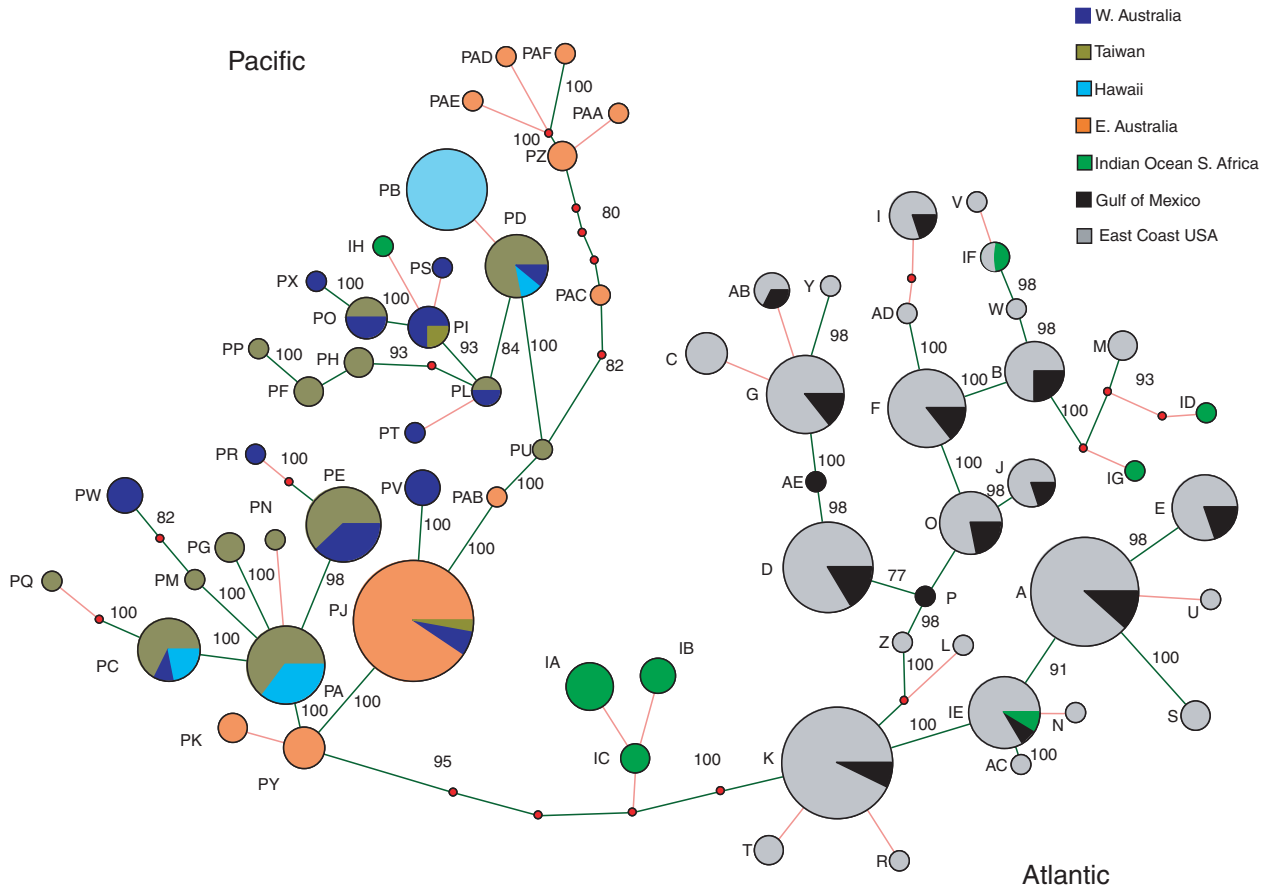 Pacific
W. Australia
Taiwan
Hawaii
E. Australia
Indian Ocean S. Africa
Gulf of Mexico
East Coast USA
PAD
PAF
100
PAE
PAA
100
PZ
PB
80
PD
IH
PS
PX
100
100
PO
PI
PAC
93
84
100
82
PP
100
PH
93
PF
PL
PT
PU
100
PAB
PR
100
PE
PV
100
100
PW
82
PN
PG
100
98
PM
100
PJ
PQ
100
100
PC
PA
100
100
PK
PY
95
I
V
IF
98
AB
Y
98
AD
W
98
C
100
M
B
93
G
F
100
100
ID
100
IG
100
J
98
AE
98
O
E
98
D
77
P
98
A
U
Z
L
100
100
IA
IB
91
IE
N
S
100
IC
100
K
100
AC
T
R
Atlantic